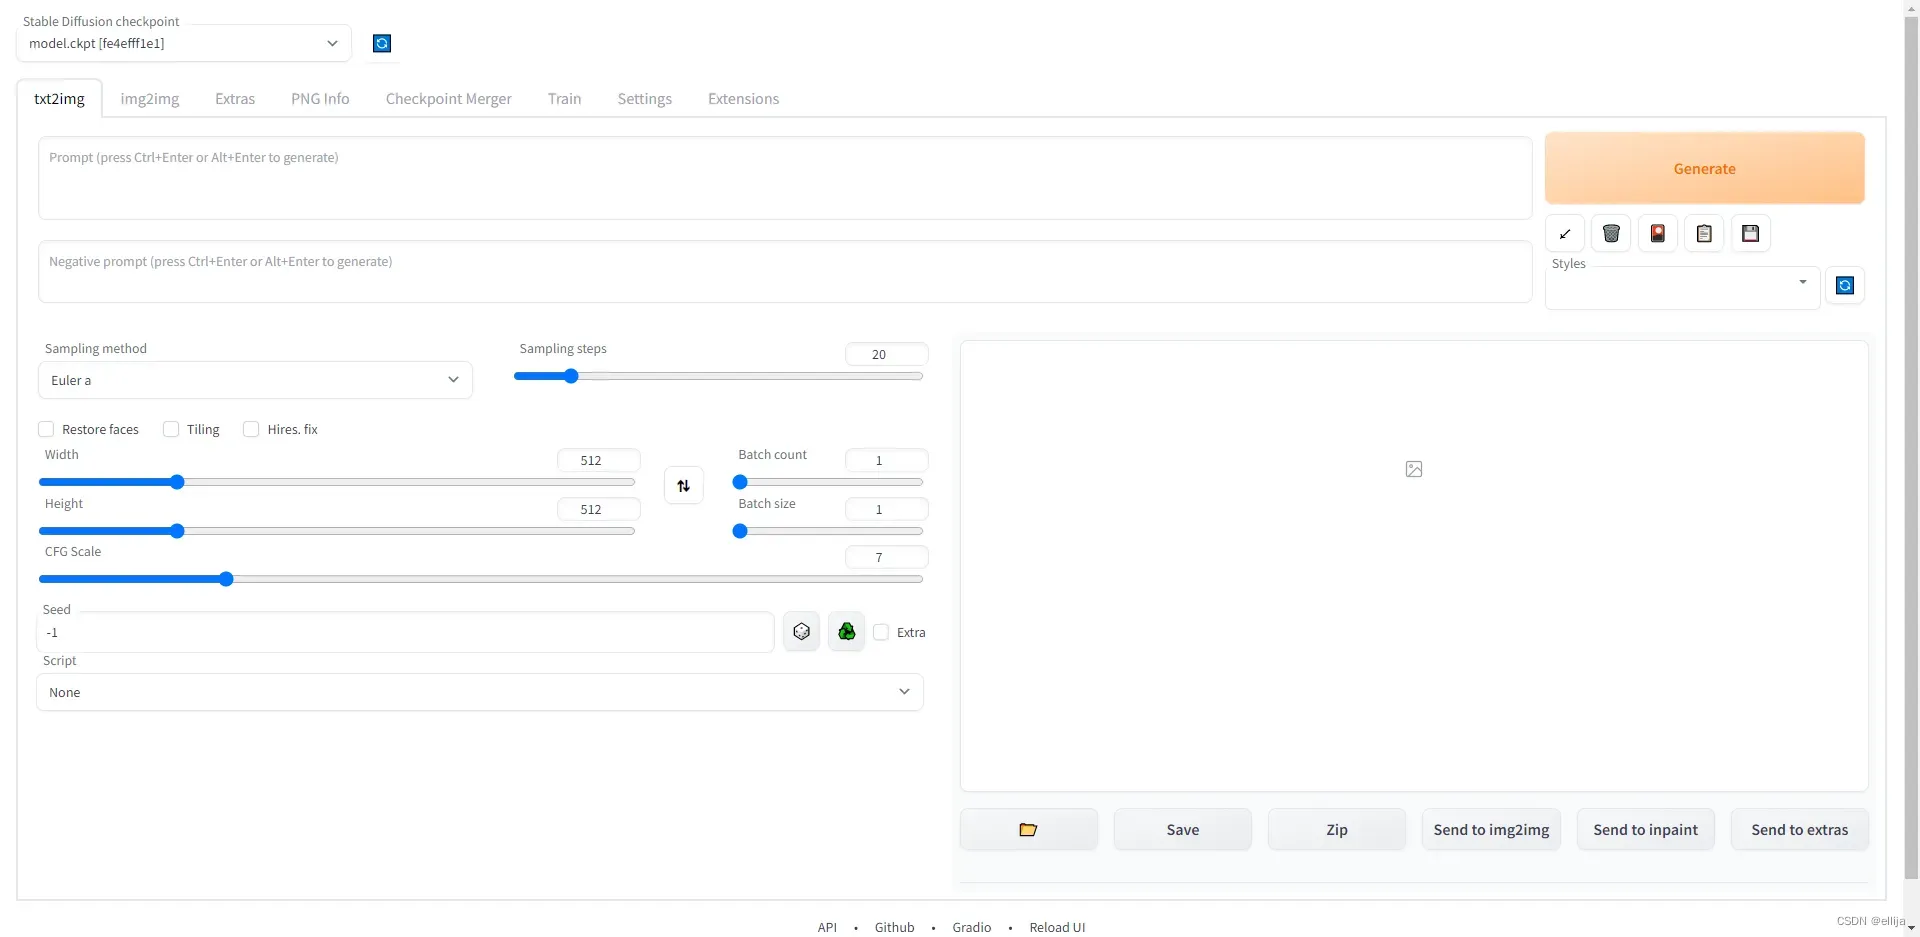 Stable Diffusion checkpoint
model.ckpt [fe4efff1e1]
txt2img img2img Extras PNG Info Checkpoint Merger Train Settings Extensions
Prompt (press Ctrl+Enter or Alt+Enter to generate)
Generate
Negative prompt (press Ctrl+Enter or Alt+Enter to generate)
Styles
Sampling method
Euler a
Sampling steps
20
Restore faces Tiling Hires. fix
Width
512
Batch count
1
Height
512
Batch size
1
CFG Scale
7
Seed
-1
Extra
Script
None
Save Zip Send to img2img Send to inpaint Send to extras
API • Github • Gradio • Reload UI
CSDN @ellija